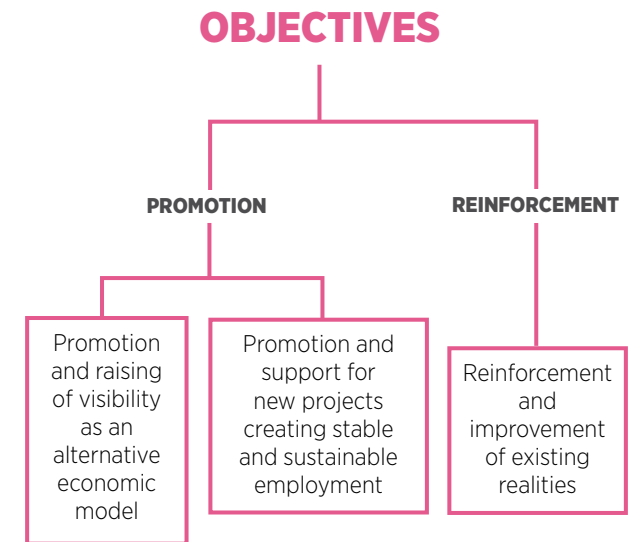 OBJECTIVES
PROMOTION
REINFORCEMENT
Promotion
and raising
of visibility
as an
alternative
economic
model
Promotion and
support for
new projects
creating stable
and sustainable
employment
Reinforcement
and
improvement
of existing
realities